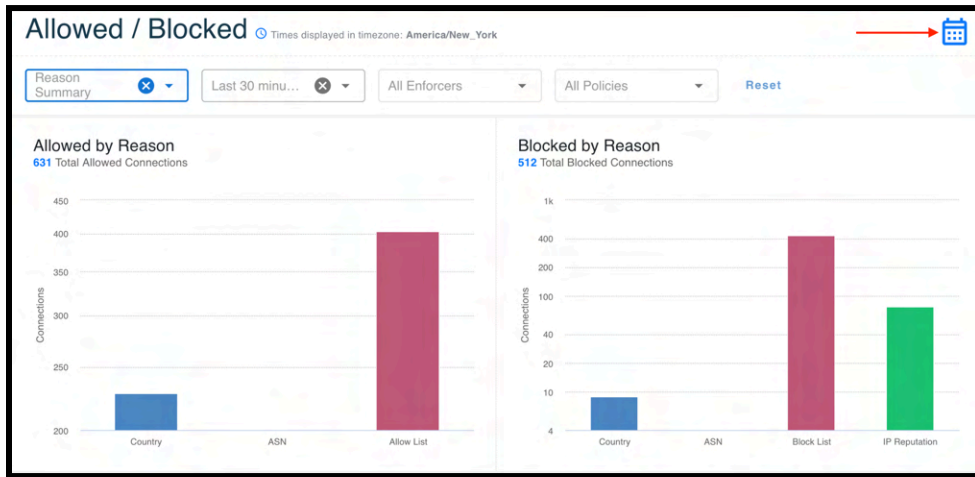 Allowed / Blocked Times displayed in timezone: America/New_York
Reason Summary
Last 30 minu...
All Enforcers
All Policies
Reset
Allowed by Reason
631 Total Allowed Connections
450
400
350
300
250
200
Connections
Country
ASN
Allow List
Blocked by Reason
512 Total Blocked Connections
1k
400
200
100
40
20
10
4
Connections
Country
ASN
Block List
IP Reputation